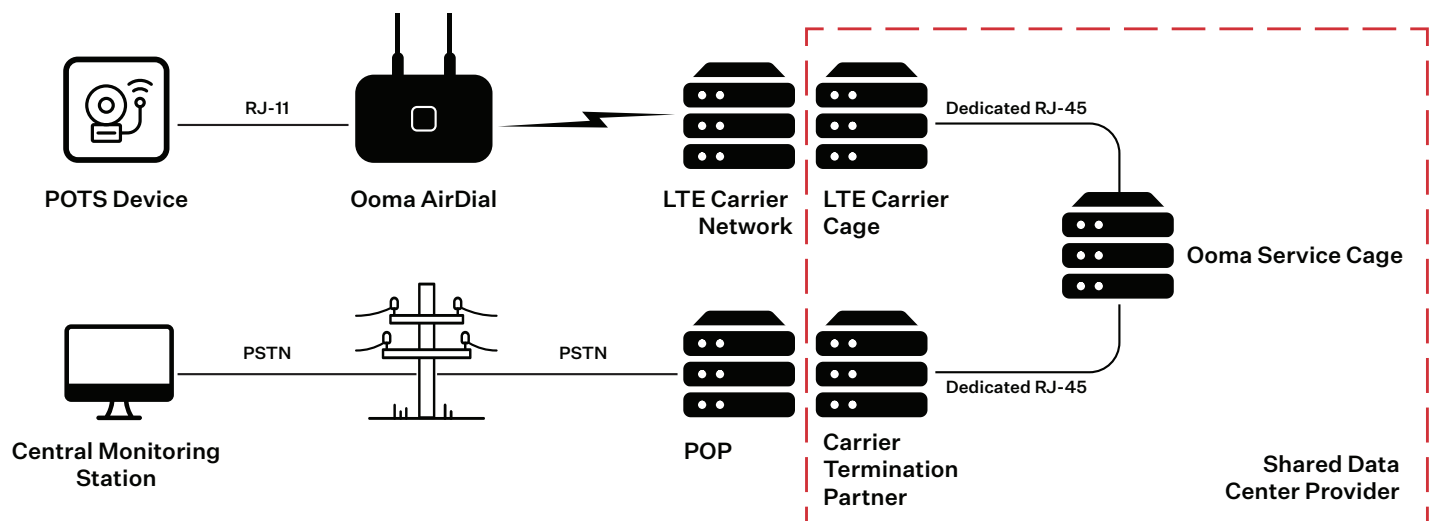 RJ-11
Dedicated RJ-45
POTS Device
Ooma AirDial
LTE Carrier
Network
LTE Carrier
Cage
Ooma Service Cage
PSTN
PSTN
Dedicated RJ-45
Central Monitoring
Station
POP
Carrier
Termination
Partner
Shared Data
Center Provider